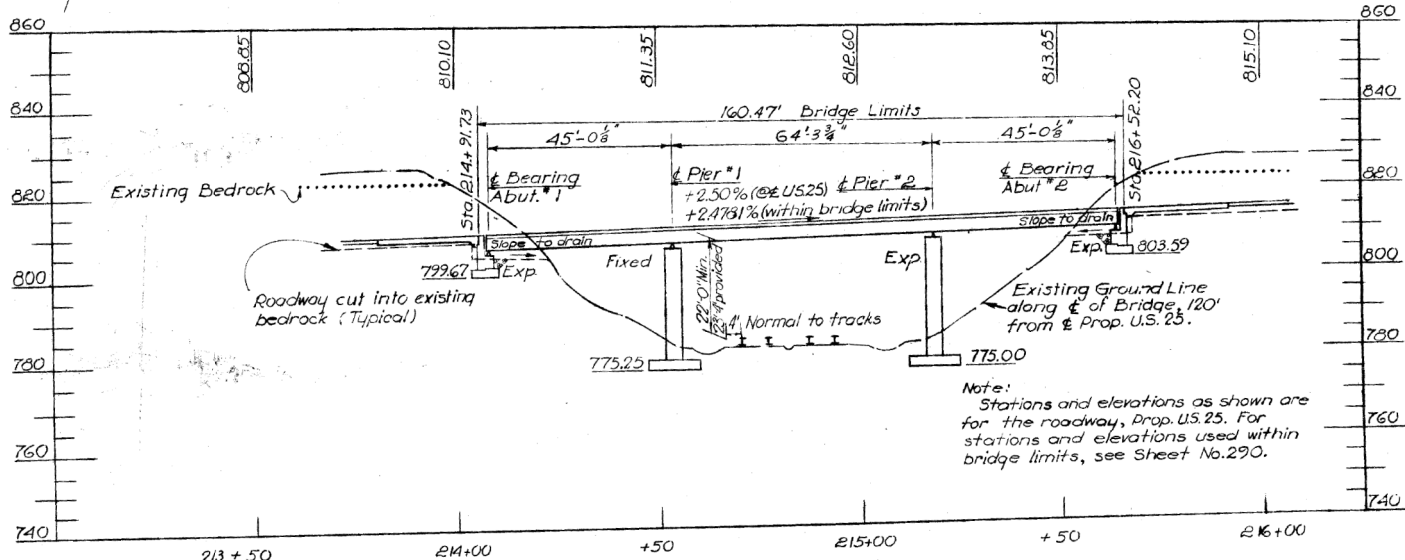 860
840
820
800
780
760
740
808.85
810.10
811.35
812.60
813.85
815.10
860
840
820
800
780
760
740
160.47' Bridge Limits
Sta. 214+91.73
Sta. 216+52.20
45'-0⅛"
64'-3¾"
45'-0⅛"
Existing Bedrock
℄ Bearing
Abut. #1
℄ Pier #1
+2.50% (@℄ U.S.25)
+2.4781% (within bridge limits)
℄ Pier #2
℄ Bearing
Abut #2
Slope to drain
Slope to drain
799.67
Exp.
Fixed
Exp.
Exp.
803.59
Roadway cut into existing
bedrock (Typical)
22'-0" Min.
23'-4" provided
4' Normal to tracks
Existing Ground Line
along ℄ of Bridge, 120'
from ℄ Prop. U.S. 25.
775.25
775.00
Note:
Stations and elevations as shown are
for the roadway, Prop. U.S. 25. For
stations and elevations used within
bridge limits, see Sheet No. 290.
213 + 50
214+00
+50
215+00
+50
216+00